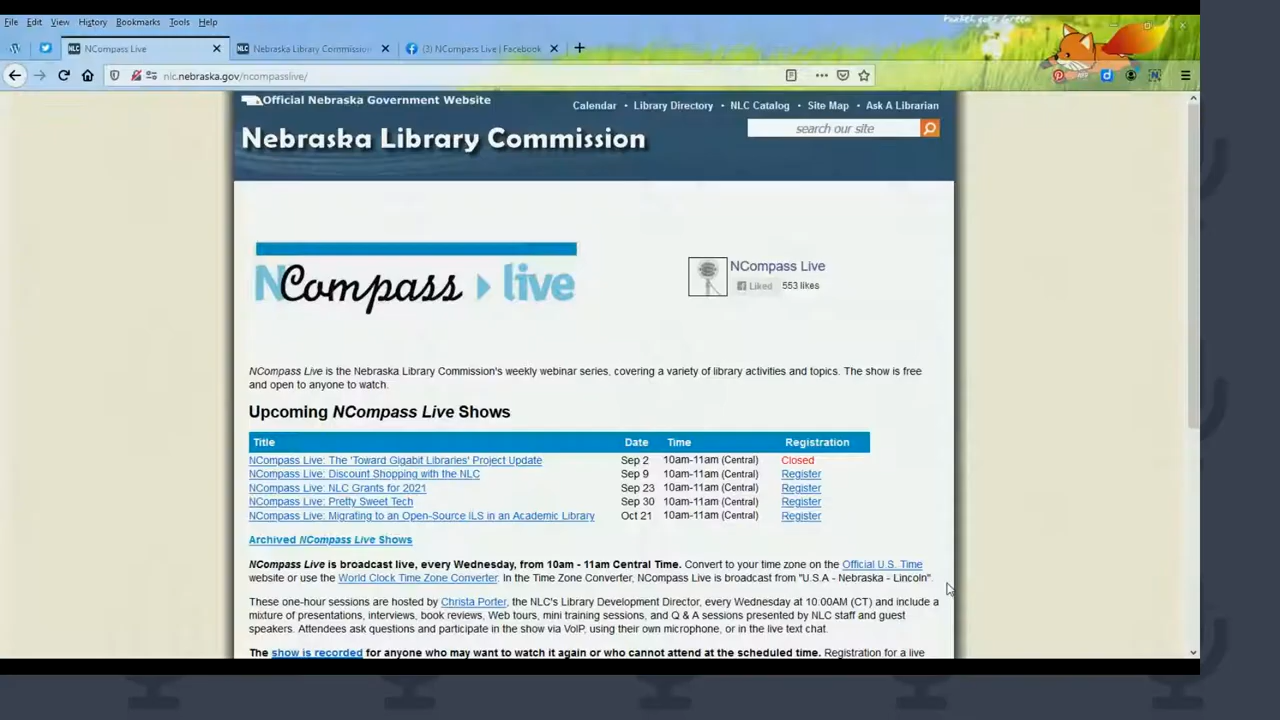 File Edit View History Bookmarks Tools Help
NCompass Live
Nebraska Library Commission
(3) NCompass Live | Facebook
nlc.nebraska.gov/ncompasslive/
Official Nebraska Government Website
Calendar • Library Directory • NLC Catalog • Site Map • Ask A Librarian
search our site
Nebraska Library Commission
NCompass live
NCompass Live
Liked 553 likes
NCompass Live is the Nebraska Library Commission's weekly webinar series, covering a variety of library activities and topics. The show is free
and open to anyone to watch.
Upcoming NCompass Live Shows
Title Date Time Registration
NCompass Live: The 'Toward Gigabit Libraries' Project Update Sep 2 10am-11am (Central) Closed
NCompass Live: Discount Shopping with the NLC Sep 9 10am-11am (Central) Register
NCompass Live: NLC Grants for 2021 Sep 23 10am-11am (Central) Register
NCompass Live: Pretty Sweet Tech Sep 30 10am-11am (Central) Register
NCompass Live: Migrating to an Open-Source ILS in an Academic Library Oct 21 10am-11am (Central) Register
Archived NCompass Live Shows
NCompass Live is broadcast live, every Wednesday, from 10am - 11am Central Time. Convert to your time zone on the Official U.S. Time
website or use the World Clock Time Zone Converter. In the Time Zone Converter, NCompass Live is broadcast from "U.S.A - Nebraska - Lincoln".
These one-hour sessions are hosted by Christa Porter, the NLC's Library Development Director, every Wednesday at 10:00AM (CT) and include a
mixture of presentations, interviews, book reviews, Web tours, mini training sessions, and Q & A sessions presented by NLC staff and guest
speakers. Attendees ask questions and participate in the show via VoIP, using their own microphone, or in the live text chat.
The show is recorded for anyone who may want to watch it again or who cannot attend at the scheduled time. Registration for a live